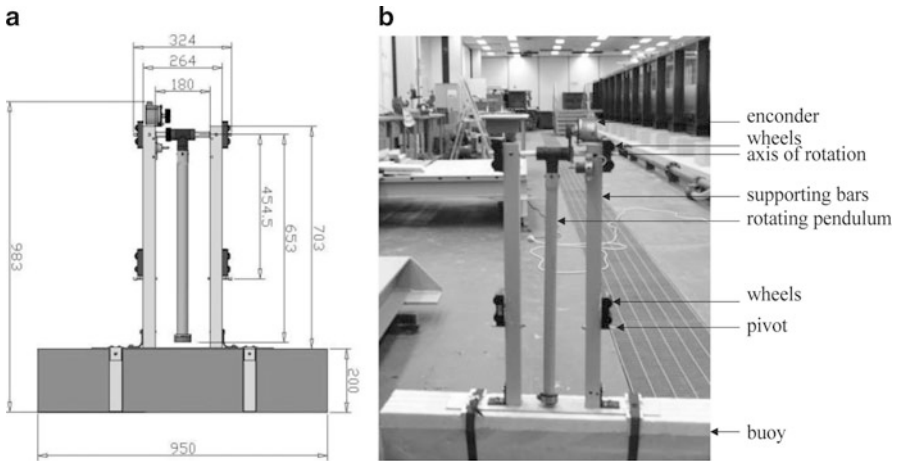 a
324
264
180
454.5
653
703
983
200
950
b
enconder
wheels
axis of rotation
supporting bars
rotating pendulum
wheels
pivot
buoy